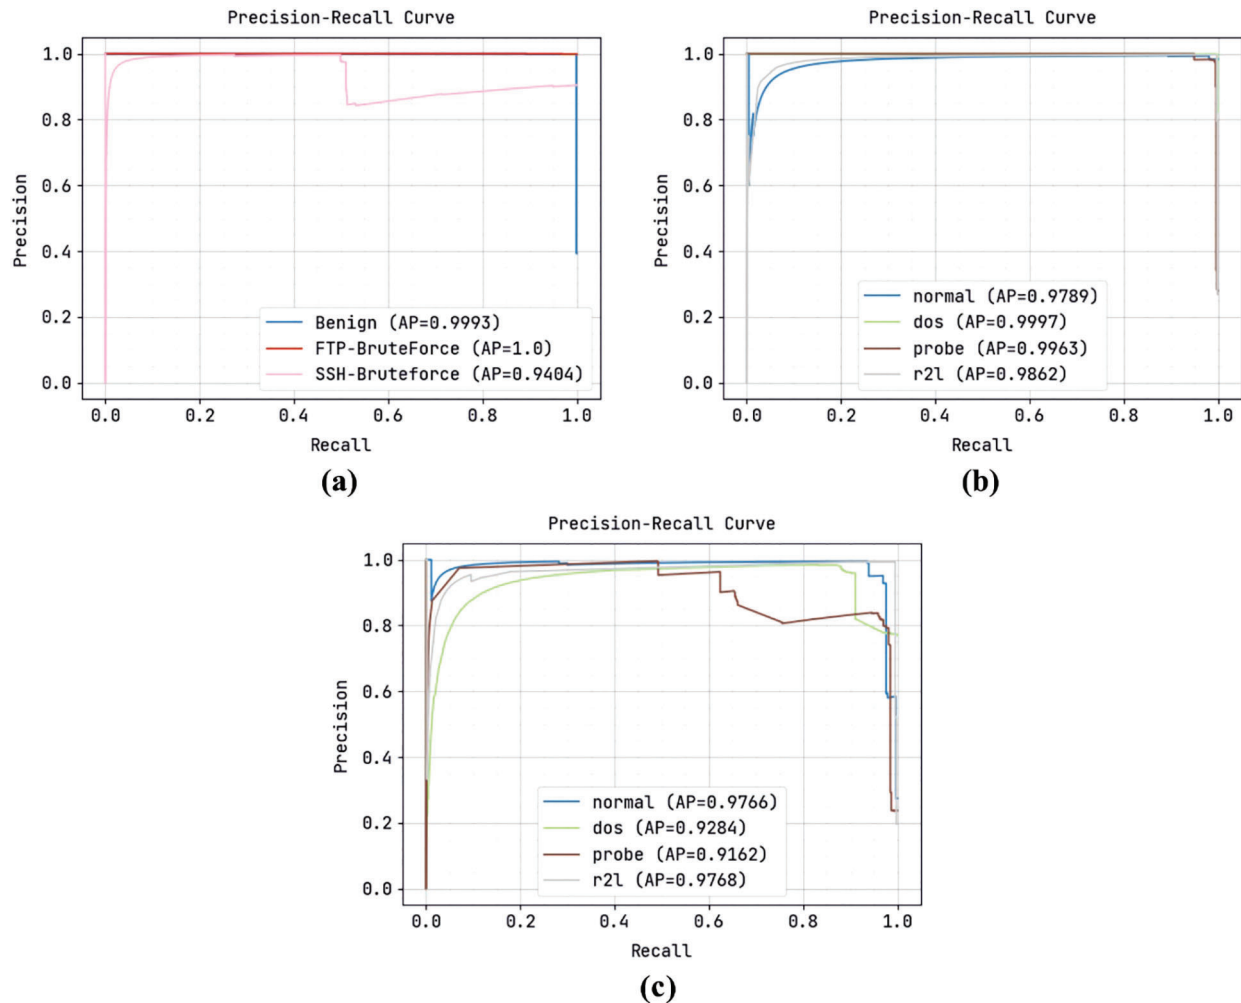 Precision-Recall Curve
1.0
0.8
0.6
0.4
0.2
0.0
Precision
Benign (AP=0.9993)
FTP-BruteForce (AP=1.0)
SSH-Bruteforce (AP=0.9404)
0.0 0.2 0.4 0.6 0.8 1.0
Recall
(a)
Precision-Recall Curve
1.0
0.8
0.6
0.4
0.2
0.0
Precision
normal (AP=0.9789)
dos (AP=0.9997)
probe (AP=0.9963)
r2l (AP=0.9862)
0.0 0.2 0.4 0.6 0.8 1.0
Recall
(b)
Precision-Recall Curve
1.0
0.8
0.6
0.4
0.2
0.0
Precision
normal (AP=0.9766)
dos (AP=0.9284)
probe (AP=0.9162)
r2l (AP=0.9768)
0.0 0.2 0.4 0.6 0.8 1.0
Recall
(c)